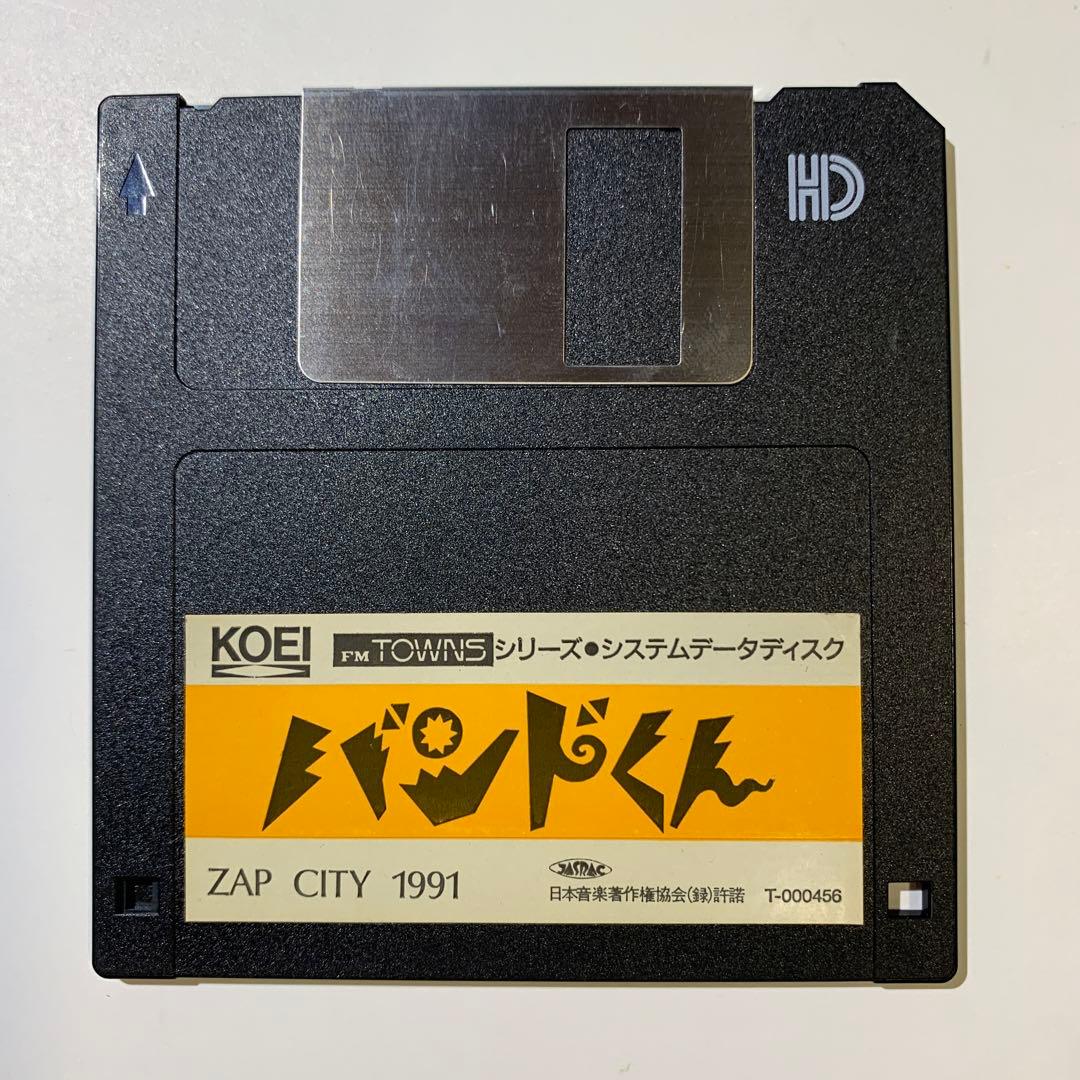 HD
KOEI FM TOWNS シリーズ●システムデータディスク
バンドくん
ZAP CITY 1991
JASRAC
日本音楽著作権協会(録)許諾 T-000456